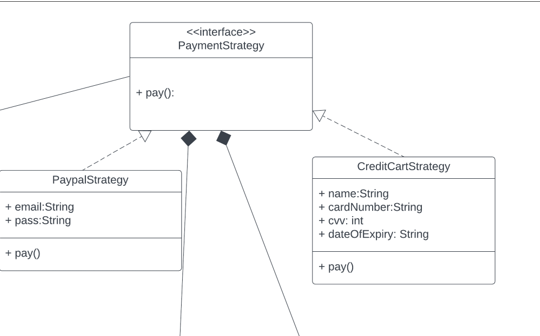 <<interface>>
PaymentStrategy
+ pay():
PaypalStrategy
+ email:String
+ pass:String
+ pay()
CreditCartStrategy
+ name:String
+ cardNumber:String
+ cvv: int
+ dateOfExpiry: String
+ pay()